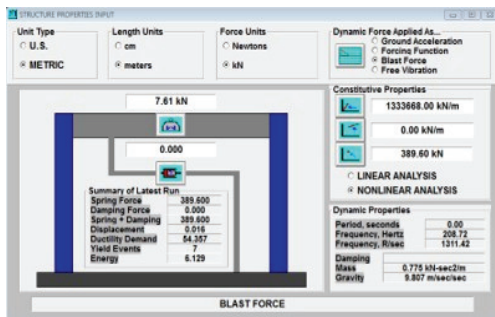 STRUCTURE PROPERTIES INPUT
Unit Type
U.S.
METRIC
Length Units
cm
meters
Force Units
Newtons
kN
Dynamic Force Applied As...
Ground Acceleration
Forcing Function
Blast Force
Free Vibration
7.61 kN
0.000
Summary of Latest Run
Spring Force 389.600
Damping Force 0.000
Spring + Damping 389.600
Displacement 0.016
Ductility Demand 54.357
Yield Events 7
Energy 6.129
Constitutive Properties
1333668.00 kN/m
0.00 kN/m
389.60 kN
LINEAR ANALYSIS
NONLINEAR ANALYSIS
Dynamic Properties
Period, seconds 0.00
Frequency, Hertz 208.72
Frequency, R/sec 1311.42
Damping
Mass 0.775 kN-sec2/m
Gravity 9.807 m/sec/sec
BLAST FORCE